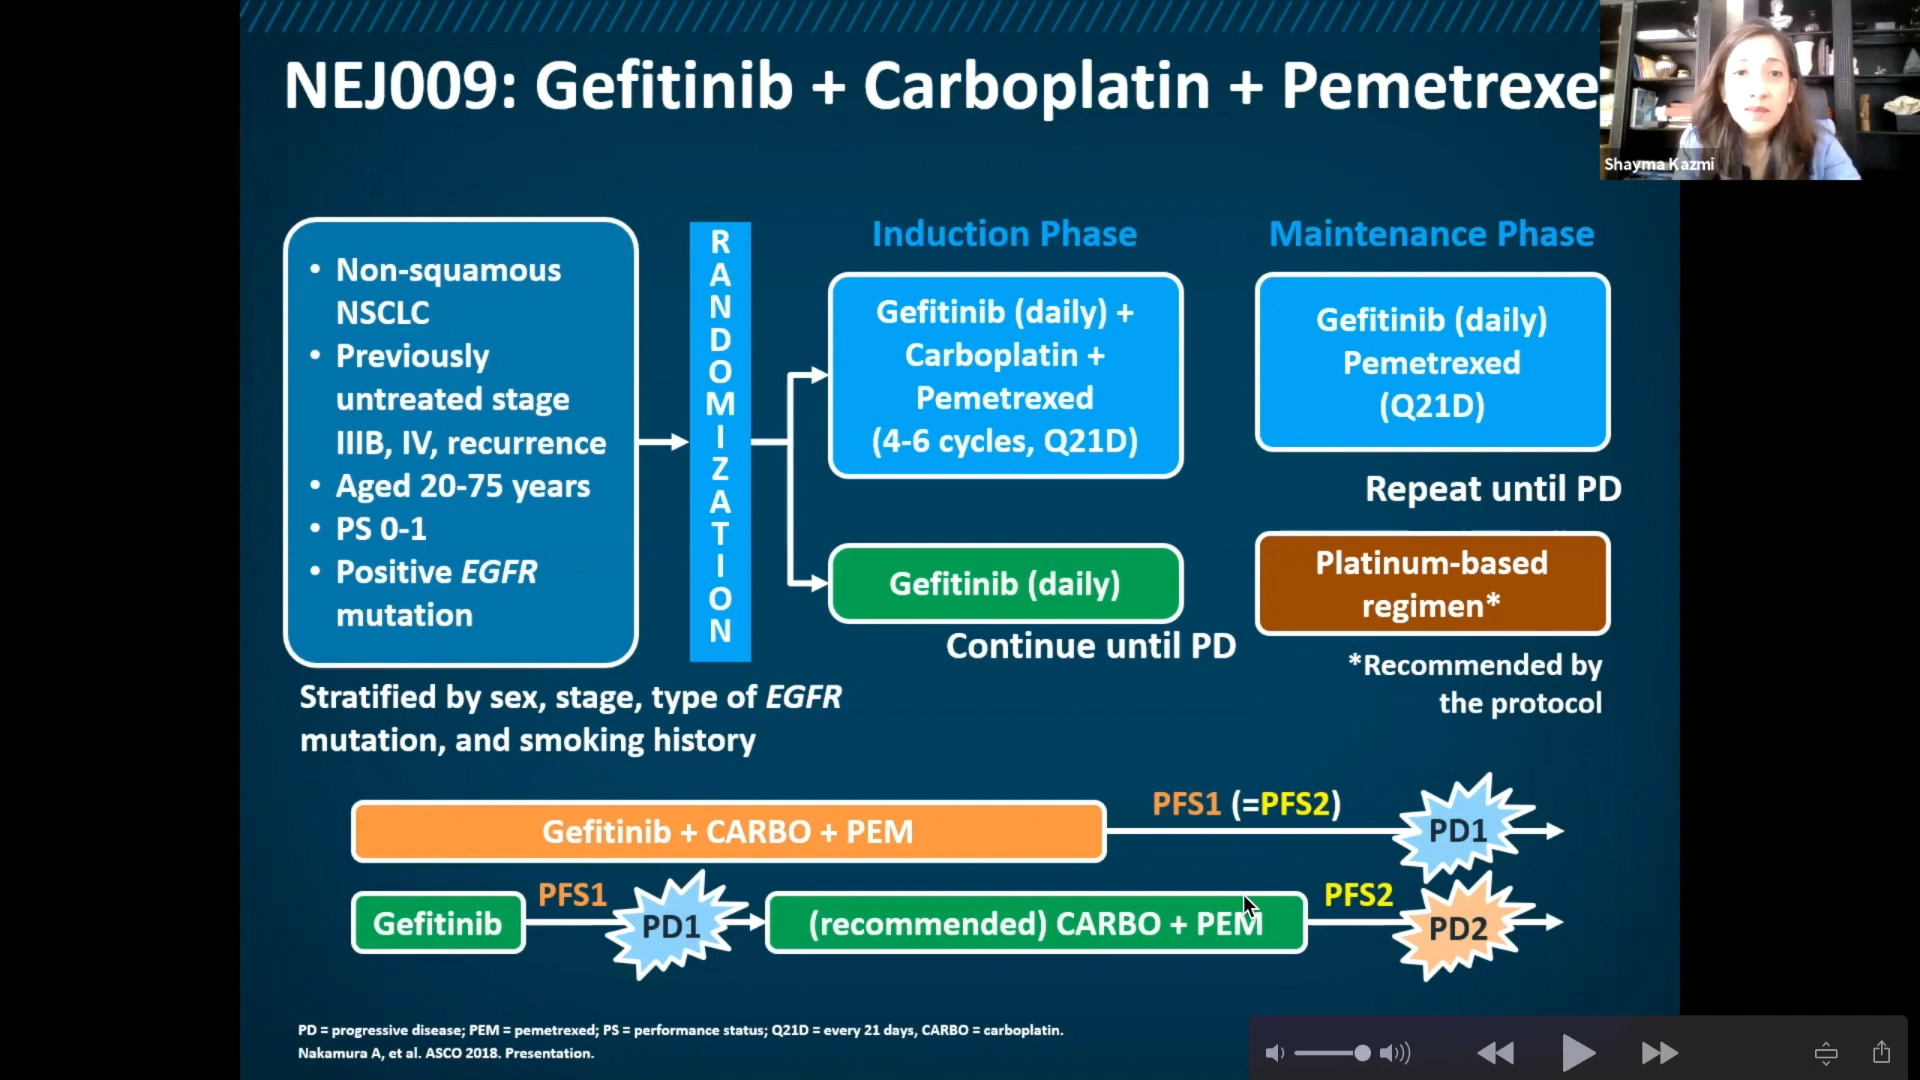 NEJ009: Gefitinib + Carboplatin + Pemetrexe
Shayma Kazmi
• Non-squamous
NSCLC
• Previously
untreated stage
IIIB, IV, recurrence
• Aged 20-75 years
• PS 0-1
• Positive EGFR
mutation
R
A
N
D
O
M
I
Z
A
T
I
O
N
Induction Phase
Gefitinib (daily) +
Carboplatin +
Pemetrexed
(4-6 cycles, Q21D)
Gefitinib (daily)
Continue until PD
Maintenance Phase
Gefitinib (daily)
Pemetrexed
(Q21D)
Repeat until PD
Platinum-based
regimen*
*Recommended by
the protocol
Stratified by sex, stage, type of EGFR
mutation, and smoking history
Gefitinib + CARBO + PEM
PFS1 (=PFS2)
PD1
Gefitinib
PFS1
PD1
(recommended) CARBO + PEM
PFS2
PD2
PD = progressive disease; PEM = pemetrexed; PS = performance status; Q21D = every 21 days, CARBO = carboplatin.
Nakamura A, et al. ASCO 2018. Presentation.